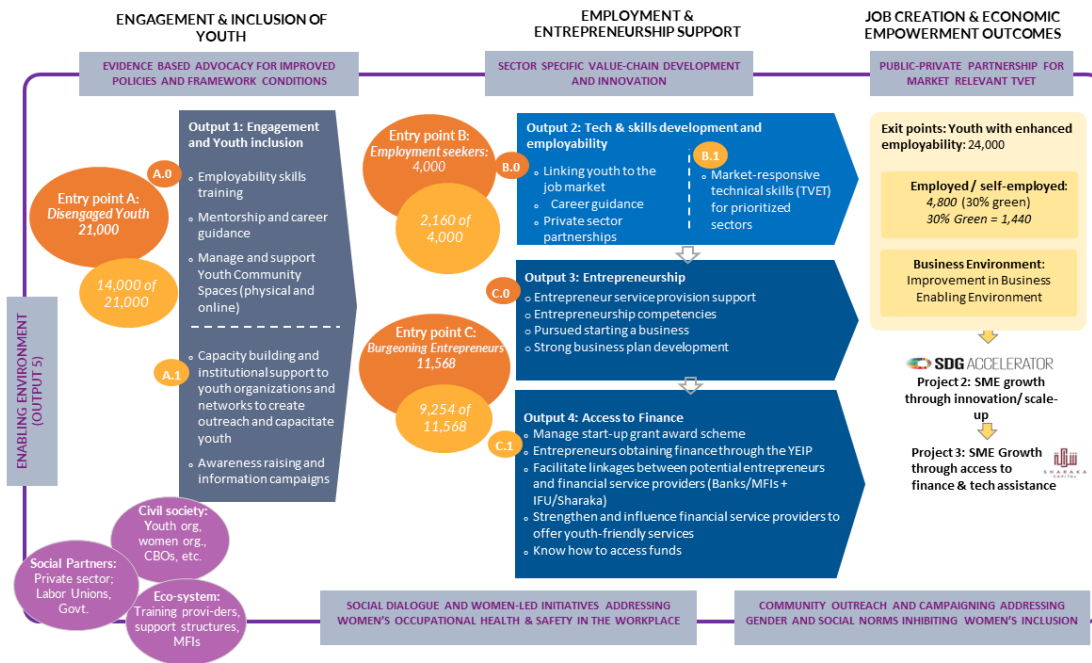 ENGAGEMENT & INCLUSION OF
YOUTH
EMPLOYMENT &
ENTREPRENEURSHIP SUPPORT
JOB CREATION & ECONOMIC
EMPOWERMENT OUTCOMES
EVIDENCE BASED ADVOCACY FOR IMPROVED
POLICIES AND FRAMEWORK CONDITIONS
SECTOR SPECIFIC VALUE-CHAIN DEVELOPMENT
AND INNOVATION
PUBLIC-PRIVATE PARTNERSHIP FOR
MARKET RELEVANT TVET
ENABLING ENVIRONMENT
(OUTPUT 5)
Entry point A:
Disengaged Youth
21,000
14,000 of
21,000
A.0
Output 1: Engagement
and Youth inclusion
Employability skills
training
Mentorship and career
guidance
Manage and support
Youth Community
Spaces (physical and
online)
A.1
Capacity building and
institutional support to
youth organizations and
networks to create
outreach and capacitate
youth
Awareness raising and
information campaigns
Entry point B:
Employment seekers:
4,000
2,160 of
4,000
B.0
Output 2: Tech & skills development and
employability
Linking youth to the
job market
Career guidance
Private sector
partnerships
B.1
Market-responsive
technical skills (TVET)
for prioritized
sectors
C.0
Output 3: Entrepreneurship
Entrepreneur service provision support
Entrepreneurship competencies
Pursued starting a business
Strong business plan development
Entry point C:
Burgeoning Entrepreneurs
11,568
9,254 of
11,568
C.1
Output 4: Access to Finance
Manage start-up grant award scheme
Entrepreneurs obtaining finance through the YEIP
Facilitate linkages between potential entrepreneurs
and financial service providers (Banks/MFIs +
IFU/Sharaka)
Strengthen and influence financial service providers to
offer youth-friendly services
Know how to access funds
Exit points: Youth with enhanced
employability: 24,000
Employed / self-employed:
4,800 (30% green)
30% Green = 1,440
Business Environment:
Improvement in Business
Enabling Environment
SDG ACCELERATOR
Project 2: SME growth
through innovation/ scale-
up
Project 3: SME Growth
through access to
finance & tech assistance
SHARAKA
CAPITAL
Civil society:
Youth org,
women org.,
CBOs, etc.
Social Partners:
Private sector;
Labor Unions,
Govt.
Eco-system:
Training provi-ders,
support structures,
MFIs
SOCIAL DIALOGUE AND WOMEN-LED INITIATIVES ADDRESSING
WOMEN'S OCCUPATIONAL HEALTH & SAFETY IN THE WORKPLACE
COMMUNITY OUTREACH AND CAMPAIGNING ADDRESSING
GENDER AND SOCIAL NORMS INHIBITING WOMEN'S INCLUSION